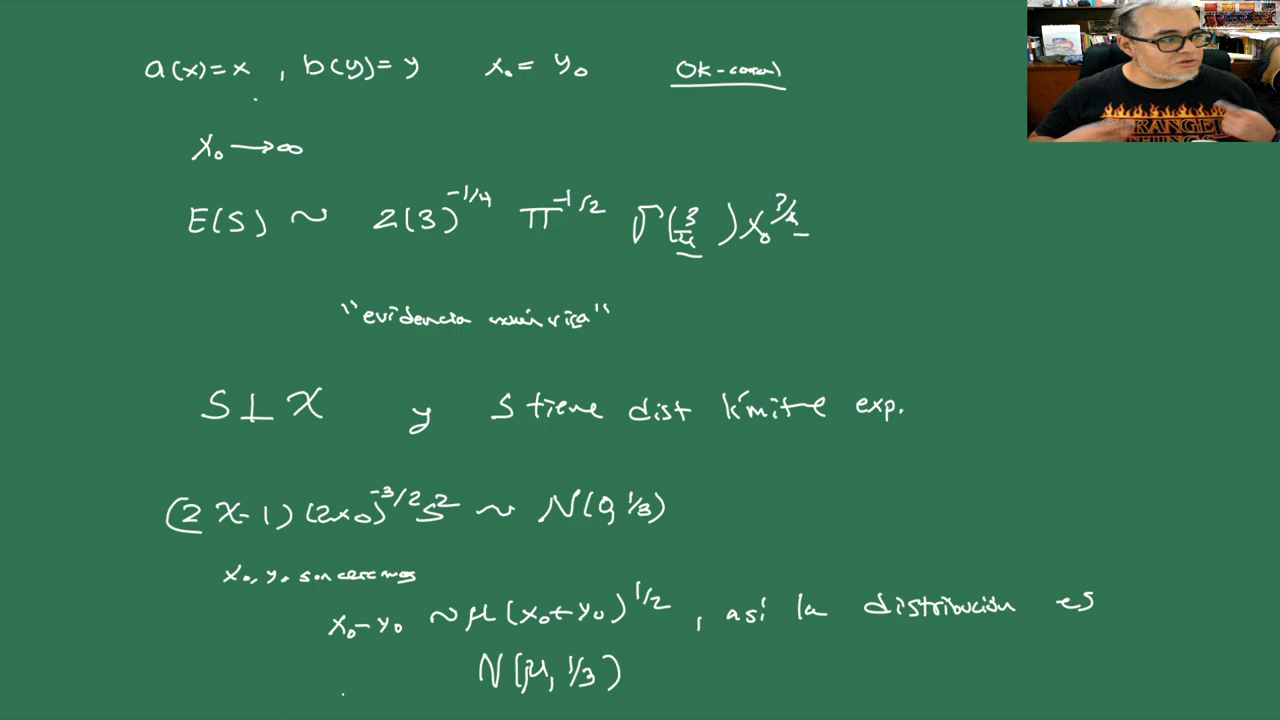 a(x)=x , b(y)= y x₀= y₀ OK-corral
STRANGER THINGS
x₀ → ∞
E(S) ~ 2(3)^{-1/4} π^{-1/2} Γ(3/4) x₀^{3/4}
"evidencia numérica"
S ⊥ X y S tiene dist límite exp.
(2X-1)(2x₀)^{-3/2} S² ~ N(0, 1/3)
x₀, y₀ son cercanos
x₀-y₀ ~ μ(x₀+y₀)^{1/2} , así la distribución es
N(μ, 1/3)